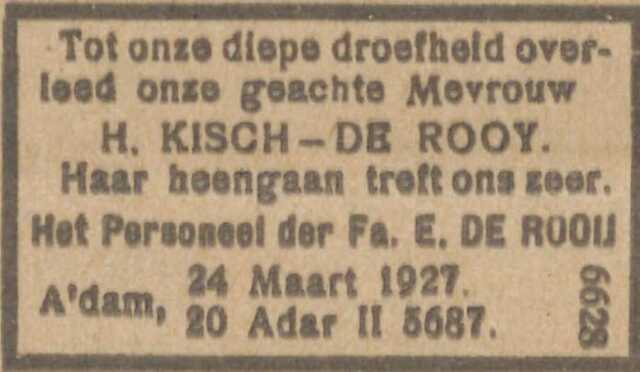 Tot onze diepe droefheid over-
leed onze geachte Mevrouw
H. KISCH – DE ROOY.
Haar heengaan treft ons zeer.
Het Personeel der Fa. E. DE ROOIJ
A'dam, 24 Maart 1927.
20 Adar II 5687.
6628